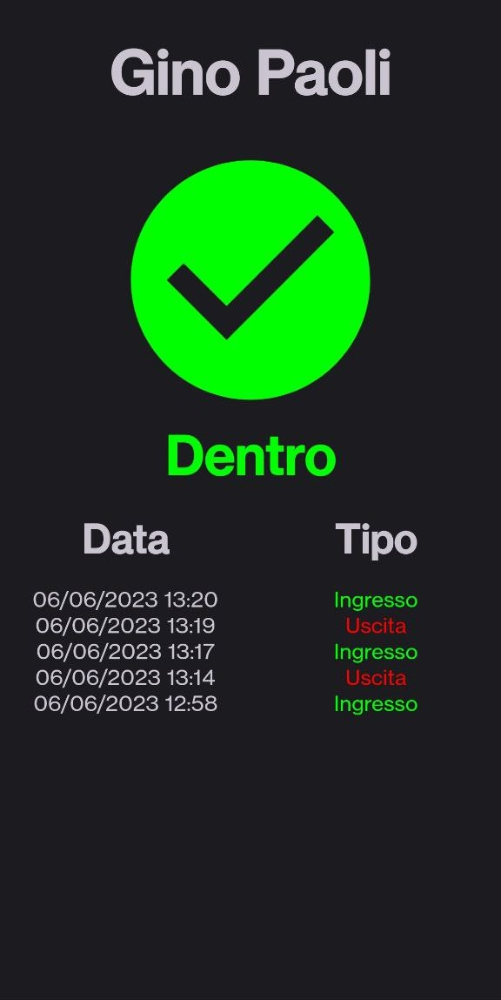 Gino Paoli
Dentro
Data Tipo
06/06/2023 13:20 Ingresso
06/06/2023 13:19 Uscita
06/06/2023 13:17 Ingresso
06/06/2023 13:14 Uscita
06/06/2023 12:58 Ingresso